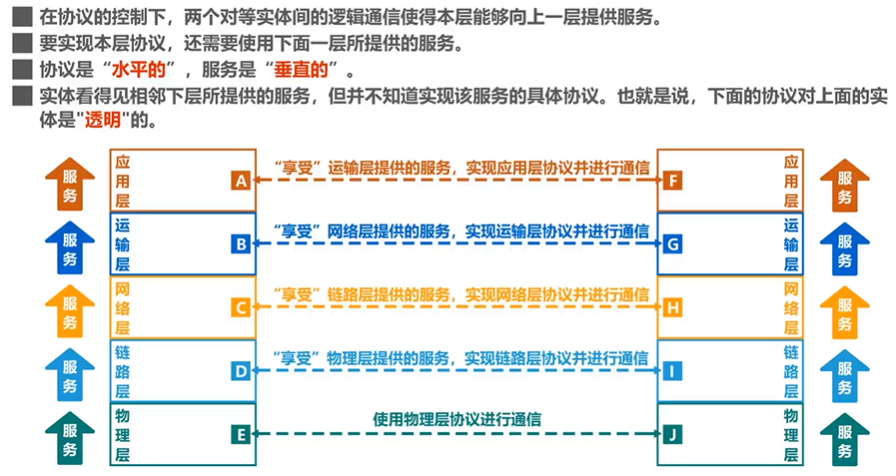 在协议的控制下，两个对等实体间的逻辑通信使得本层能够向上一层提供服务。
要实现本层协议，还需要使用下面一层所提供的服务。
协议是“水平的”，服务是“垂直的”。
实体看得见相邻下层所提供的服务，但并不知道实现该服务的具体协议。也就是说，下面的协议对上面的实
体是"透明"的。
服务 应用层 A “享受”运输层提供的服务，实现应用层协议并进行通信 F 应用层 服务
服务 运输层 B “享受”网络层提供的服务，实现运输层协议并进行通信 G 运输层 服务
服务 网络层 C “享受”链路层提供的服务，实现网络层协议并进行通信 H 网络层 服务
服务 链路层 D “享受”物理层提供的服务，实现链路层协议并进行通信 I 链路层 服务
服务 物理层 E 使用物理层协议进行通信 J 物理层 服务